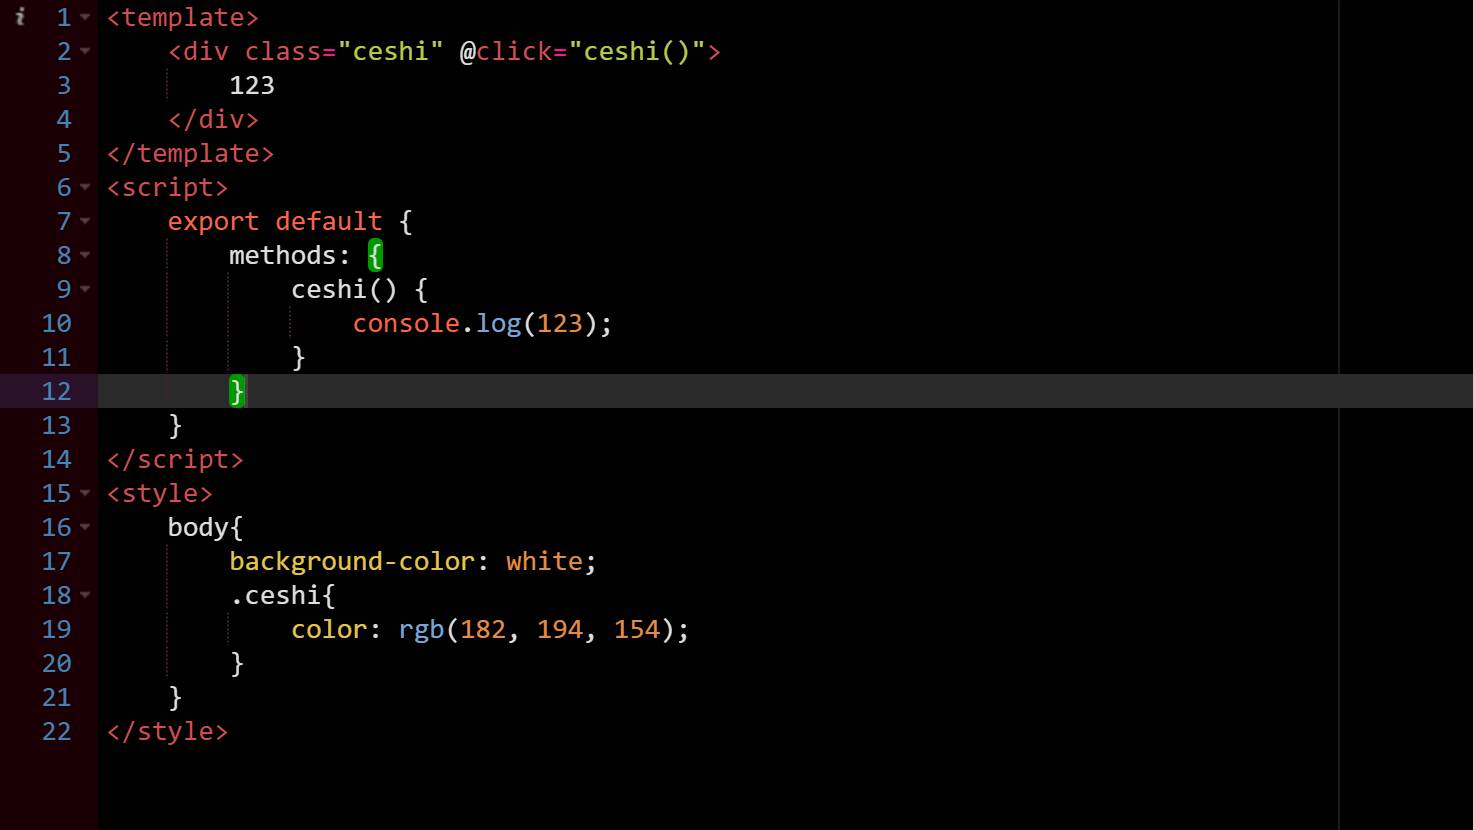 i 1 <template>
2 <div class="ceshi" @click="ceshi()">
3 123
4 </div>
5 </template>
6 <script>
7 export default {
8 methods: {
9 ceshi() {
10 console.log(123);
11 }
12 }
13 }
14 </script>
15 <style>
16 body{
17 background-color: white;
18 .ceshi{
19 color: rgb(182, 194, 154);
20 }
21 }
22 </style>